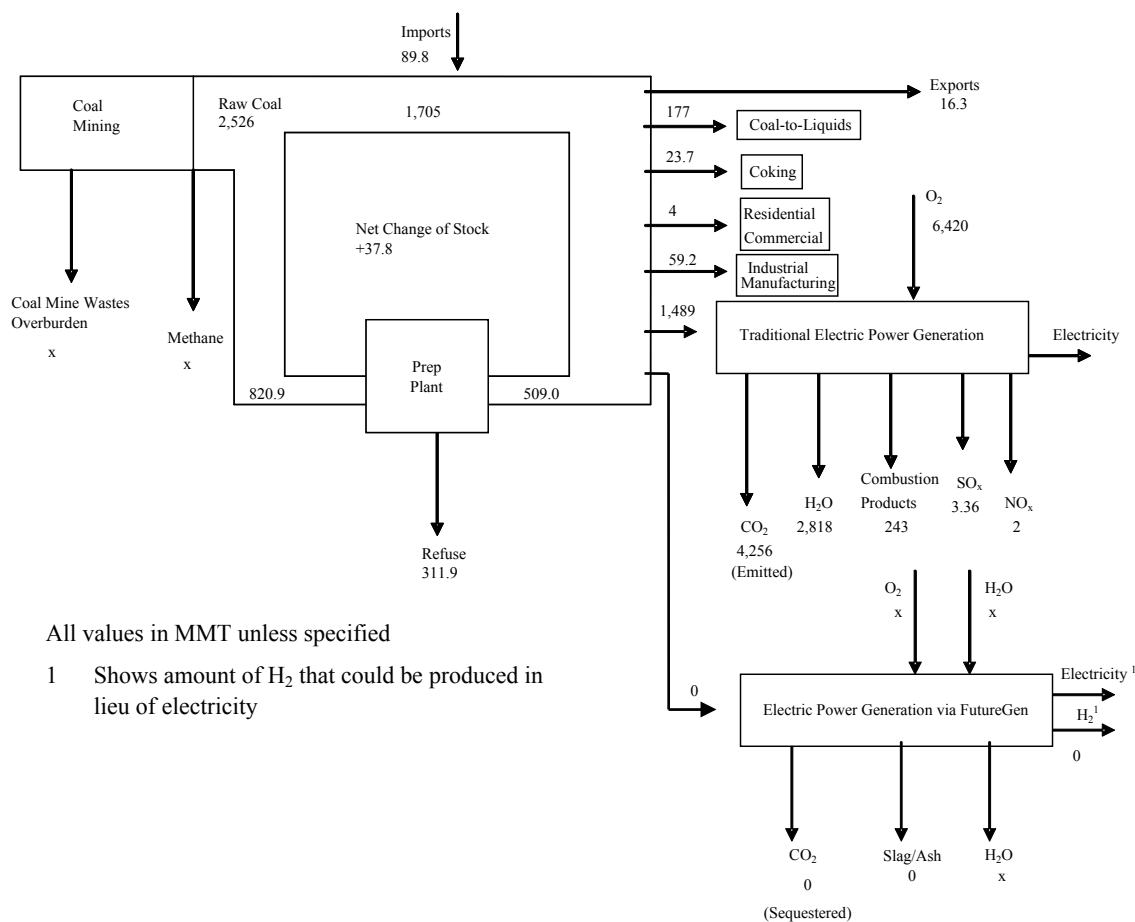 Imports
89.8
Coal
Mining
Raw Coal
2,526
1,705
Exports
16.3
177
Coal-to-Liquids
23.7
Coking
4
Residential
Commercial
59.2
Industrial
Manufacturing
O2
6,420
Net Change of Stock
+37.8
1,489
Traditional Electric Power Generation
Electricity
Coal Mine Wastes
Overburden
x
Methane
x
820.9
Prep
Plant
509.0
Refuse
311.9
CO2
4,256
(Emitted)
H2O
2,818
Combustion
Products
243
SOx
3.36
NOx
2
O2
x
H2O
x
All values in MMT unless specified
1 Shows amount of H2 that could be produced in
lieu of electricity
0
Electric Power Generation via FutureGen
Electricity 1
H2 1
0
CO2
0
(Sequestered)
Slag/Ash
0
H2O
x